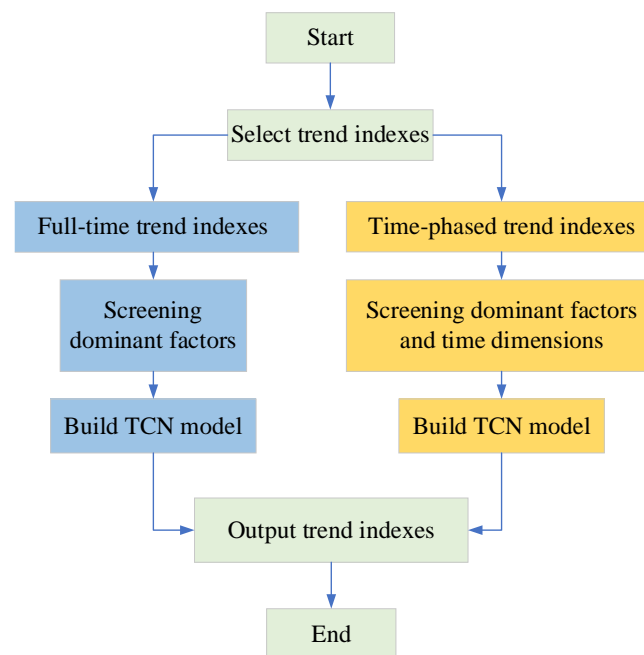 Start
Select trend indexes
Full-time trend indexes
Time-phased trend indexes
Screening
dominant factors
Screening dominant factors
and time dimensions
Build TCN model
Build TCN model
Output trend indexes
End